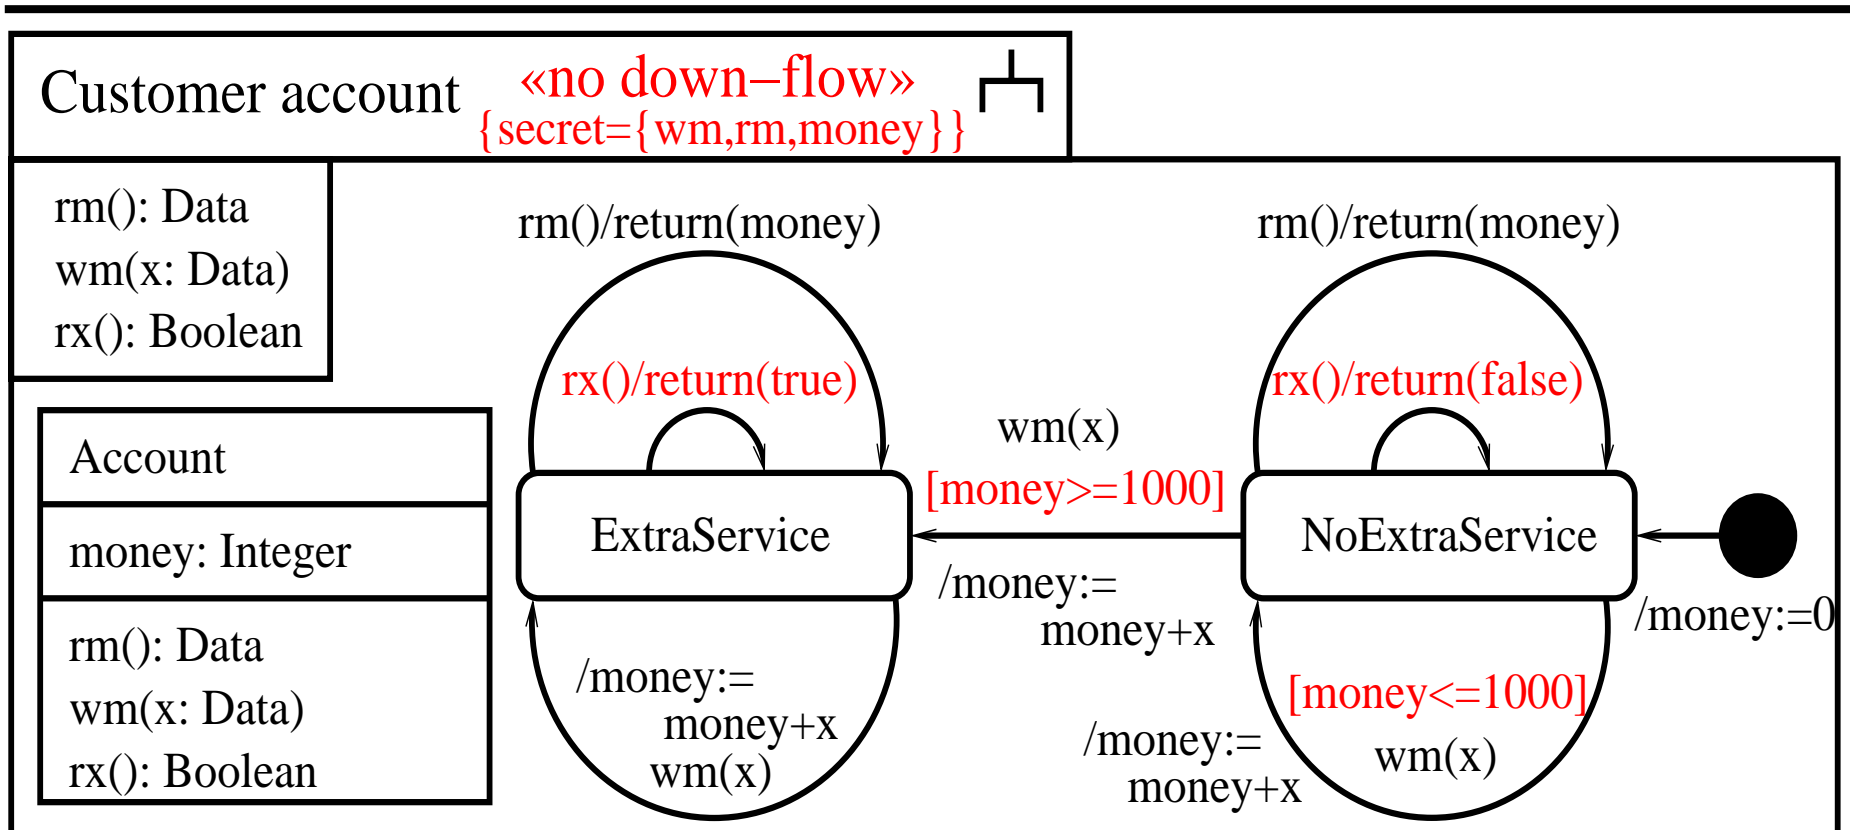 Customer account «no down–flow»
{secret={wm,rm,money}}
rm(): Data
wm(x: Data)
rx(): Boolean
Account
money: Integer
rm(): Data
wm(x: Data)
rx(): Boolean
rm()/return(money)
rx()/return(true)
ExtraService
/money:=
money+x
wm(x)
wm(x)
[money>=1000]
/money:=
money+x
rm()/return(money)
rx()/return(false)
NoExtraService
[money<=1000]
wm(x)
/money:=
money+x
/money:=0